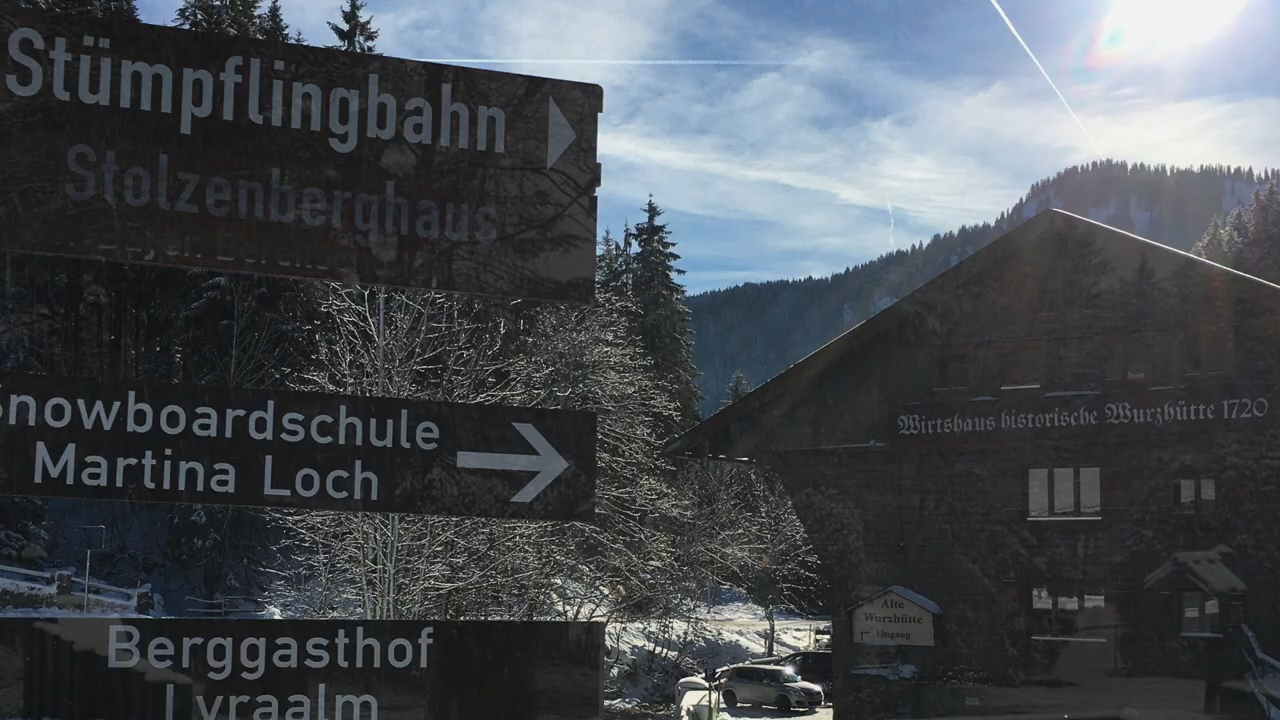 Stümpflingbahn
Stolzenberghaus
Snowboardschule
Martina Loch
Berggasthof
Lyraalm
Wirtshaus historische Wurzhütte 1720
Alte
Wurzhütte
Eingang